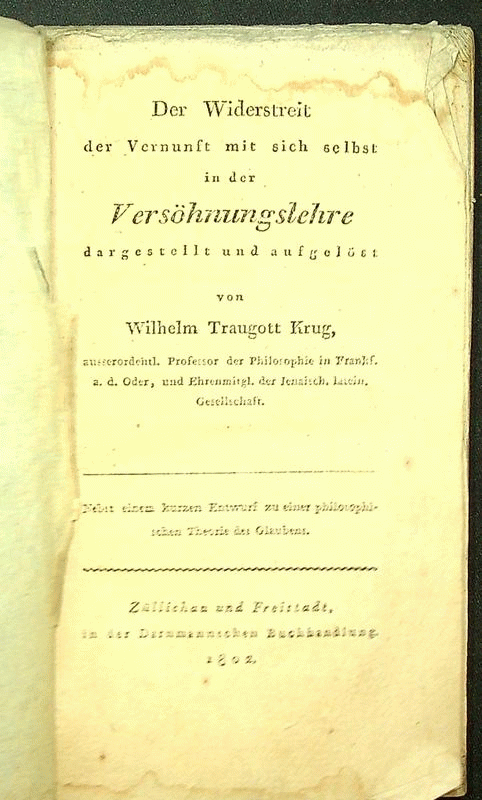 Der Widerstreit
der Vernunft mit sich selbst
in der
Versöhnungslehre
dargestellt und aufgelöst
von
Wilhelm Traugott Krug,
ausserordentl. Professor der Philosophie in Frankf.
a. d. Oder, und Ehrenmitgl. der Jenaisch. latein.
Gesellschaft.
Nebst einem kurzen Entwurf zu einer philosophi-
schen Theorie des Glaubens.
Züllichau und Freistadt,
in der Darnmannschen Buchhandlung.
1802.